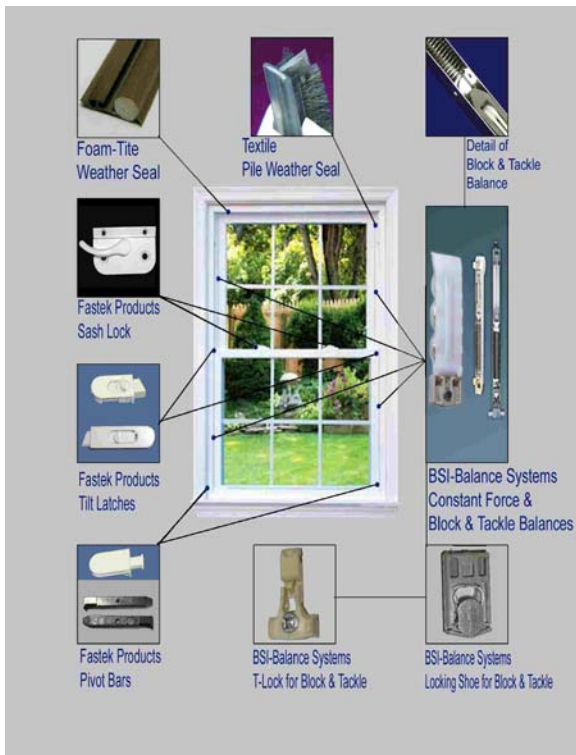 Foam-Tite
Weather Seal
Textile
Pile Weather Seal
Detail of
Block & Tackle
Balance
Fastek Products
Sash Lock
Fastek Products
Tilt Latches
BSI-Balance Systems
Constant Force &
Block & Tackle Balances
Fastek Products
Pivot Bars
BSI-Balance Systems
T-Lock for Block & Tackle
BSI-Balance Systems
Locking Shoe for Block & Tackle